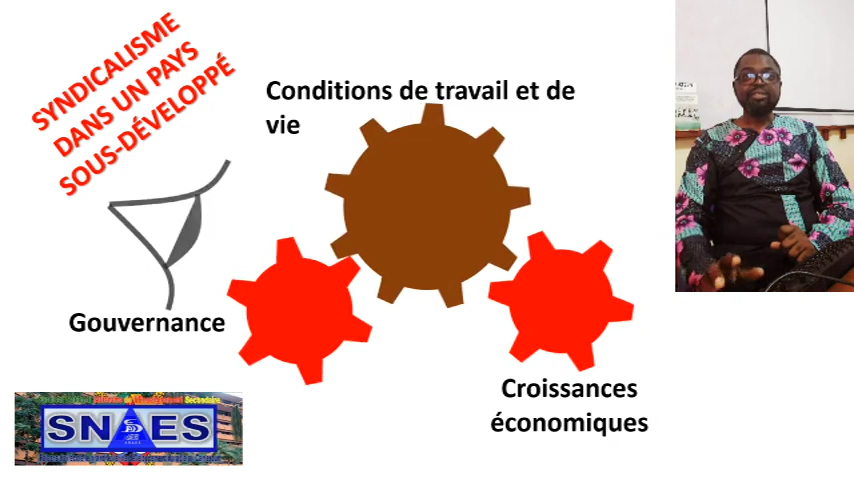 SYNDICALISME
DANS UN PAYS
SOUS-DÉVELOPPÉ
Conditions de travail et de
vie
Gouvernance
Croissances
économiques
SNAES